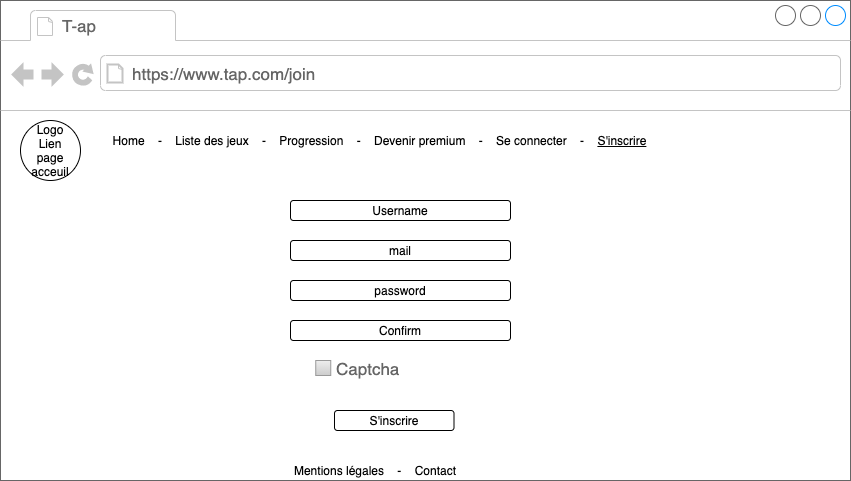 T-ap
https://www.tap.com/join
Logo
Lien
page
acceuil
Home - Liste des jeux - Progression - Devenir premium - Se connecter - S'inscrire
Username
mail
password
Confirm
Captcha
S'inscrire
Mentions légales - Contact